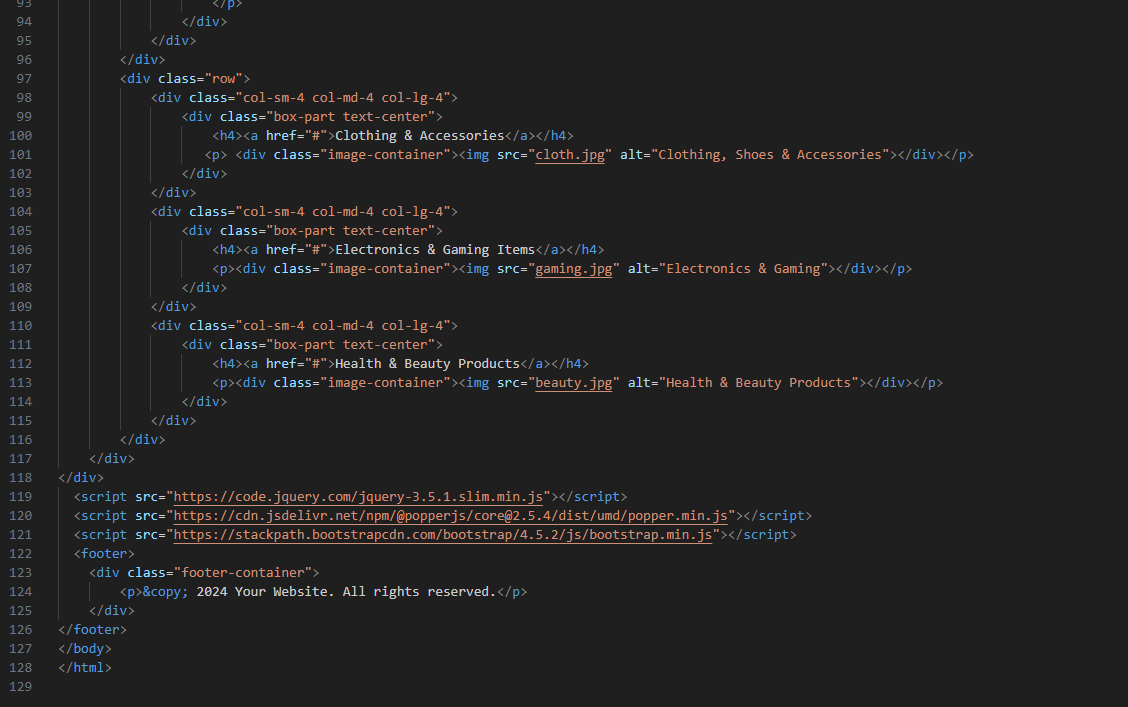 93 </p>
94 </div>
95 </div>
96 </div>
97 <div class="row">
98 <div class="col-sm-4 col-md-4 col-lg-4">
99 <div class="box-part text-center">
100 <h4><a href="#">Clothing & Accessories</a></h4>
101 <p> <div class="image-container"><img src="cloth.jpg" alt="Clothing, Shoes & Accessories"></div></p>
102 </div>
103 </div>
104 <div class="col-sm-4 col-md-4 col-lg-4">
105 <div class="box-part text-center">
106 <h4><a href="#">Electronics & Gaming Items</a></h4>
107 <p><div class="image-container"><img src="gaming.jpg" alt="Electronics & Gaming"></div></p>
108 </div>
109 </div>
110 <div class="col-sm-4 col-md-4 col-lg-4">
111 <div class="box-part text-center">
112 <h4><a href="#">Health & Beauty Products</a></h4>
113 <p><div class="image-container"><img src="beauty.jpg" alt="Health & Beauty Products"></div></p>
114 </div>
115 </div>
116 </div>
117 </div>
118 </div>
119 <script src="https://code.jquery.com/jquery-3.5.1.slim.min.js"></script>
120 <script src="https://cdn.jsdelivr.net/npm/@popperjs/core@2.5.4/dist/umd/popper.min.js"></script>
121 <script src="https://stackpath.bootstrapcdn.com/bootstrap/4.5.2/js/bootstrap.min.js"></script>
122 <footer>
123 <div class="footer-container">
124 <p>&copy; 2024 Your Website. All rights reserved.</p>
125 </div>
126 </footer>
127 </body>
128 </html>
129